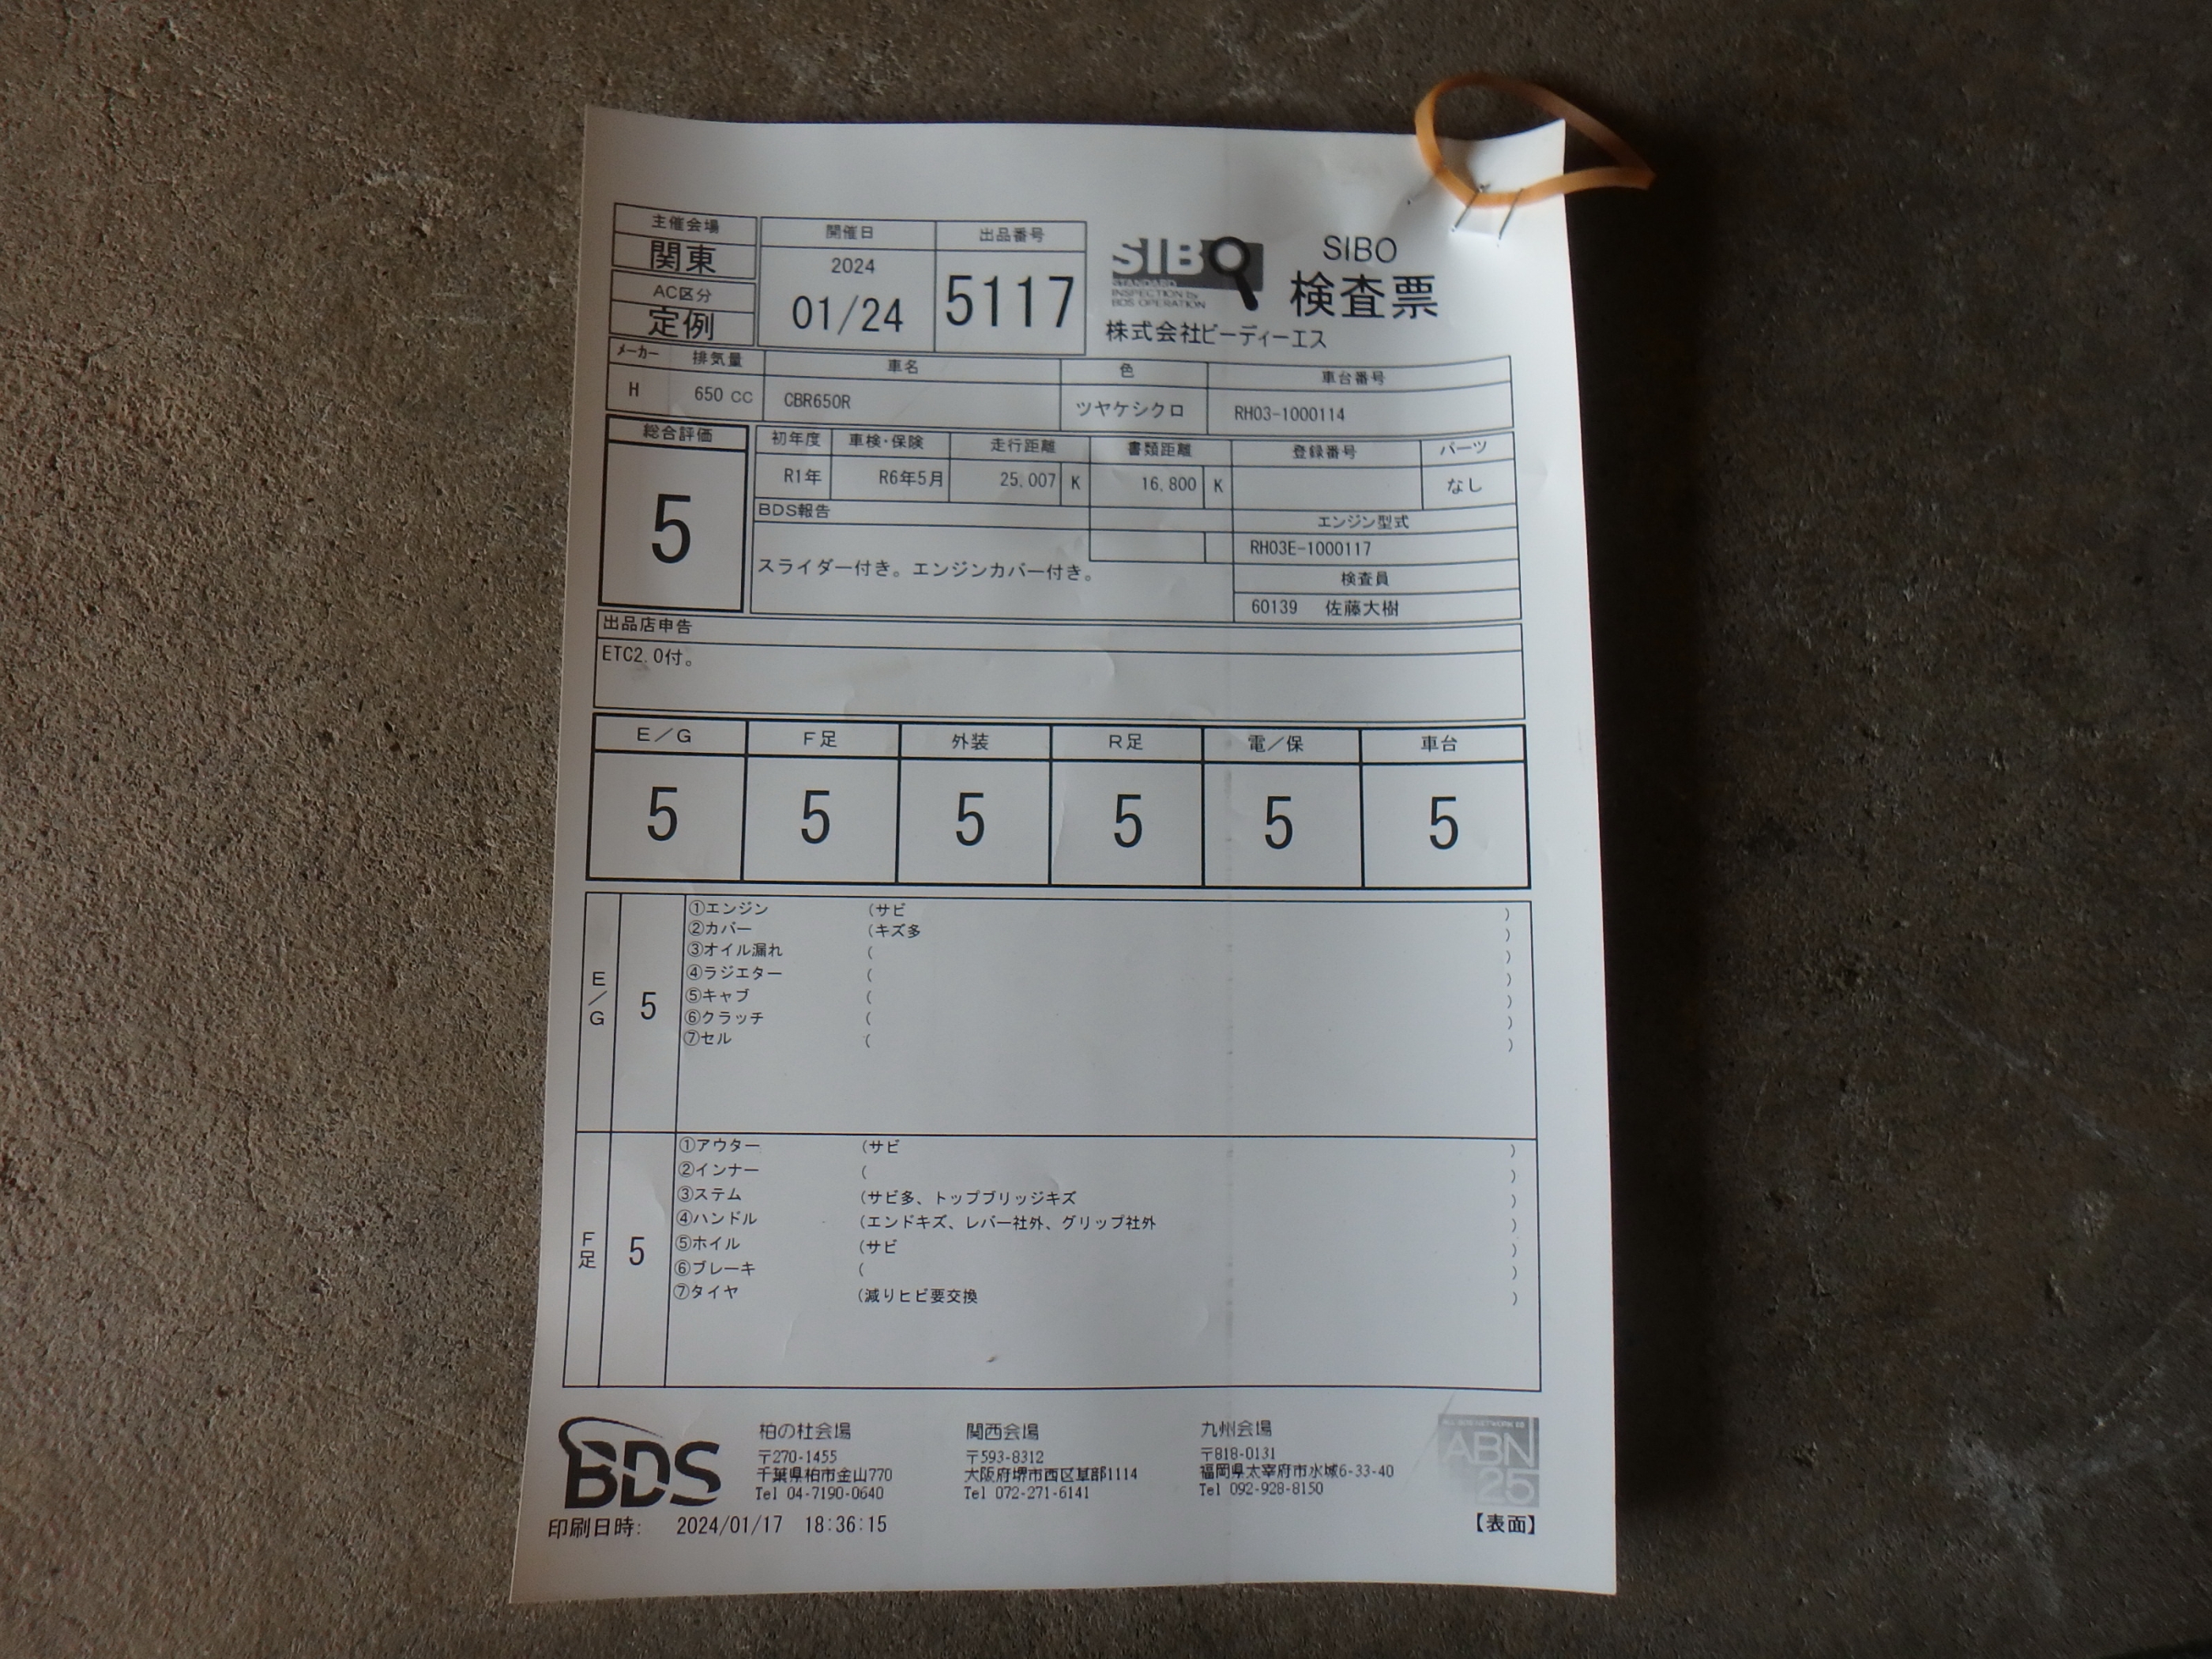 主催会場
関東
AC区分
定例
開催日
2024
01/24
出品番号
5117
SIBO
STANDARD
INSPECTION by
BDS OPERATION
SIBO
検査票
株式会社ビーディーエス
メーカー 排気量 車名 色 車台番号
H 650 CC CBR650R ツヤケシクロ RH03-1000114
総合評価
5
初年度 車検・保険 走行距離 書類距離 登録番号 パーツ
R1年 R6年5月 25,007 K 16,800 K なし
BDS報告
スライダー付き。エンジンカバー付き。
エンジン型式
RH03E-1000117
検査員
60139 佐藤大樹
出品店申告
ETC2.0付。
E/G F足 外装 R足 電/保 車台
5 5 5 5 5 5
E/G
5
①エンジン (サビ )
②カバー (キズ多 )
③オイル漏れ ( )
④ラジエター ( )
⑤キャブ ( )
⑥クラッチ ( )
⑦セル ( )
F足
5
①アウター (サビ )
②インナー ( )
③ステム (サビ多、トップブリッジキズ )
④ハンドル (エンドキズ、レバー社外、グリップ社外 )
⑤ホイル (サビ )
⑥ブレーキ ( )
⑦タイヤ (減りヒビ要交換 )
BDS
柏の杜会場
〒270-1455
千葉県柏市金山770
Tel 04-7190-0640
関西会場
〒593-8312
大阪府堺市西区草部1114
Tel 072-271-6141
九州会場
〒818-0131
福岡県太宰府市水城6-33-40
Tel 092-928-8150
ABN
25
印刷日時: 2024/01/17 18:36:15
【表面】